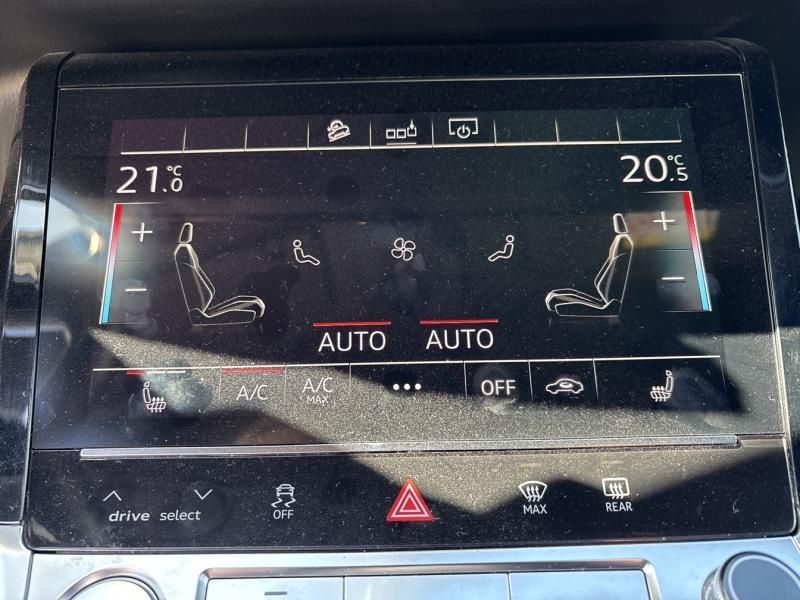 21.0 °C
20.5 °C
+ +
− −
AUTO AUTO
A/C A/C MAX ••• OFF
drive select OFF MAX REAR